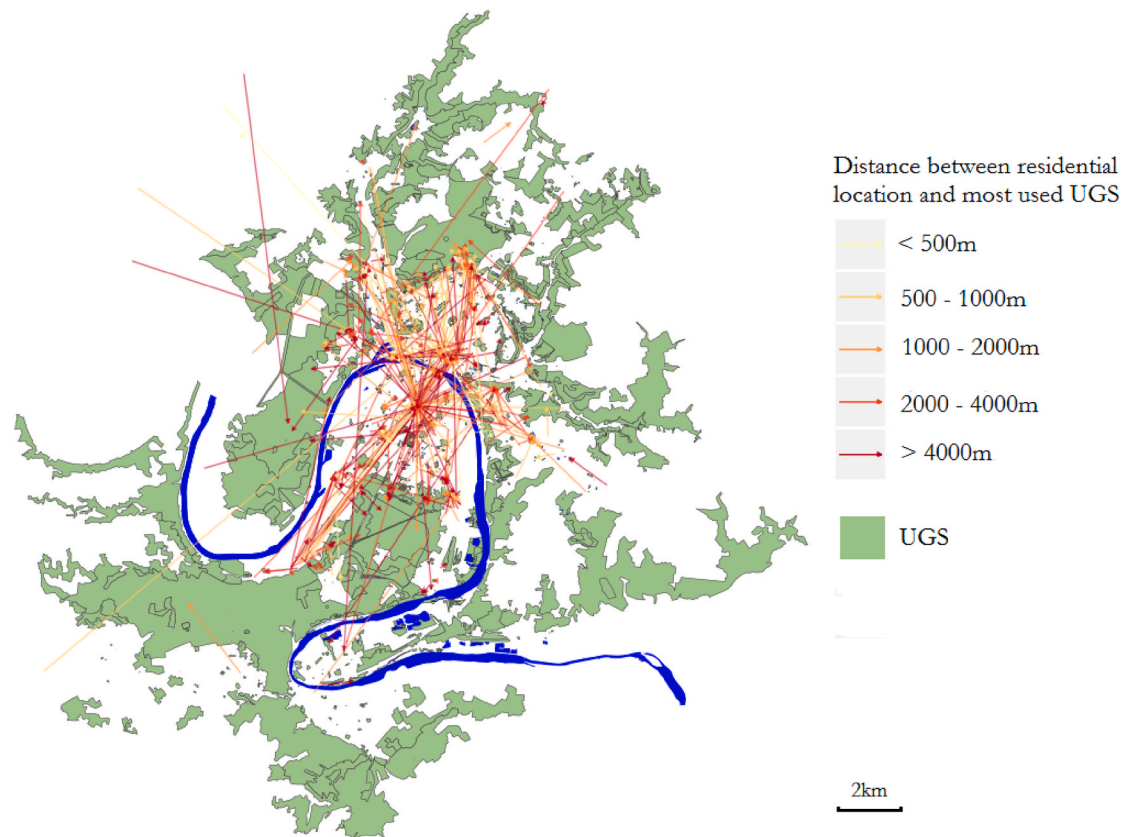 Distance between residential
location and most used UGS
< 500m
500 - 1000m
1000 - 2000m
2000 - 4000m
> 4000m
UGS
2km